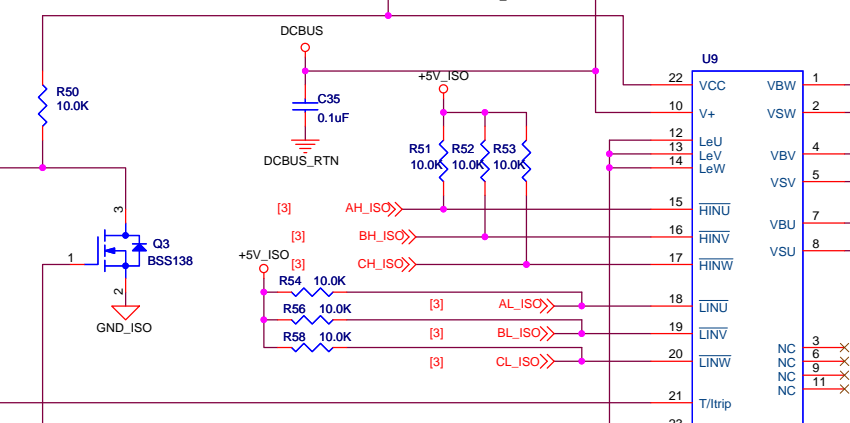 DCBUS
U9
+5V_ISO
22 VCC VBW 1
R50
10.0K
C35
0.1uF
10 V+ VSW 2
12 LeU
13 LeV VBV 4
14 LeW
R51 R52 R53
10.0K 10.0K 10.0K
DCBUS_RTN
VSV 5
[3] AH_ISO 15 HINU
3
VBU 7
[3] BH_ISO 16 HINV
Q3
BSS138
VSU 8
1
+5V_ISO
[3] CH_ISO 17 HINW
R54 10.0K
2
[3] AL_ISO 18 LINU
R56 10.0K
GND_ISO
[3] BL_ISO 19 LINV
R58 10.0K
NC 3
[3] CL_ISO 20 LINW
NC 6
NC 9
NC 11
21 T/Itrip